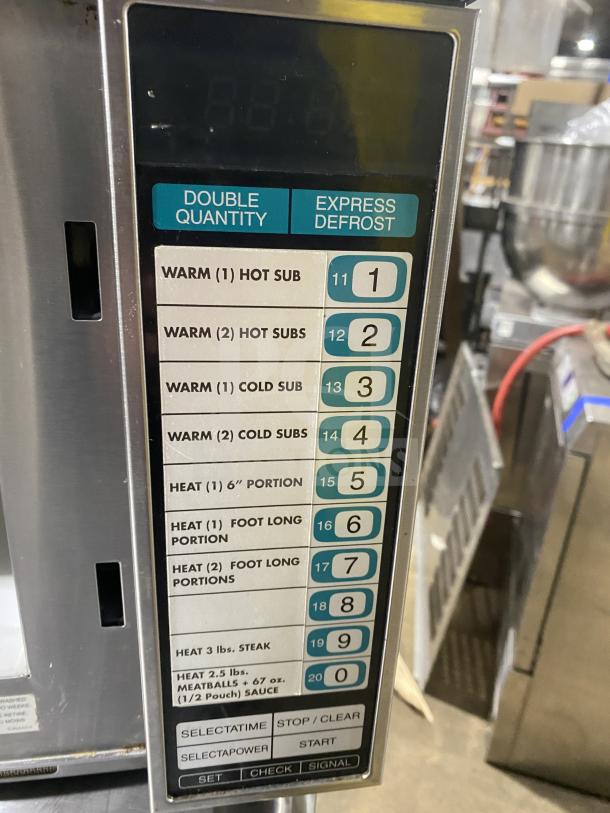 DOUBLE QUANTITY
EXPRESS DEFROST
WARM (1) HOT SUB
11 1
WARM (2) HOT SUBS
12 2
WARM (1) COLD SUB
13 3
WARM (2) COLD SUBS
14 4
HEAT (1) 6" PORTION
15 5
HEAT (1) FOOT LONG
PORTION
16 6
HEAT (2) FOOT LONG
PORTIONS
17 7
18 8
HEAT 3 lbs. STEAK
19 9
HEAT 2.5 lbs.
MEATBALLS + 67 oz.
(1/2 Pouch) SAUCE
20 0
SELECTATIME
STOP / CLEAR
SELECTAPOWER
START
SET
CHECK
SIGNAL